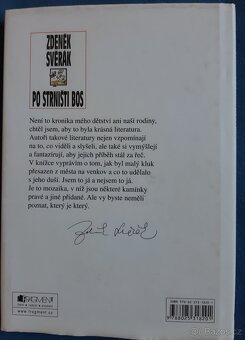 ZDENĚK
SVĚRÁK
PO STRNIŠTI BOS
Není to kronika mého dětství ani naší rodiny,
chtěl jsem, aby to byla krásná literatura.
Autoři takové literatury nejen vzpomínají
na to, co viděli a slyšeli, ale také si vymýšlejí
a fantazírují, aby jejich příběh stál za řeč.
V knížce vyprávím o tom, jak byl malý kluk
přesazen z města na venkov a co to udělalo
s jeho duší. Jsem to já a nejsem to já.
Je to mozaika, v níž jsou některé kamínky
pravé a jiné přidané. Ale vy byste neměli
poznat, který je který.
Zdeněk Svěrák
FRAGMENT
www.fragment.cz